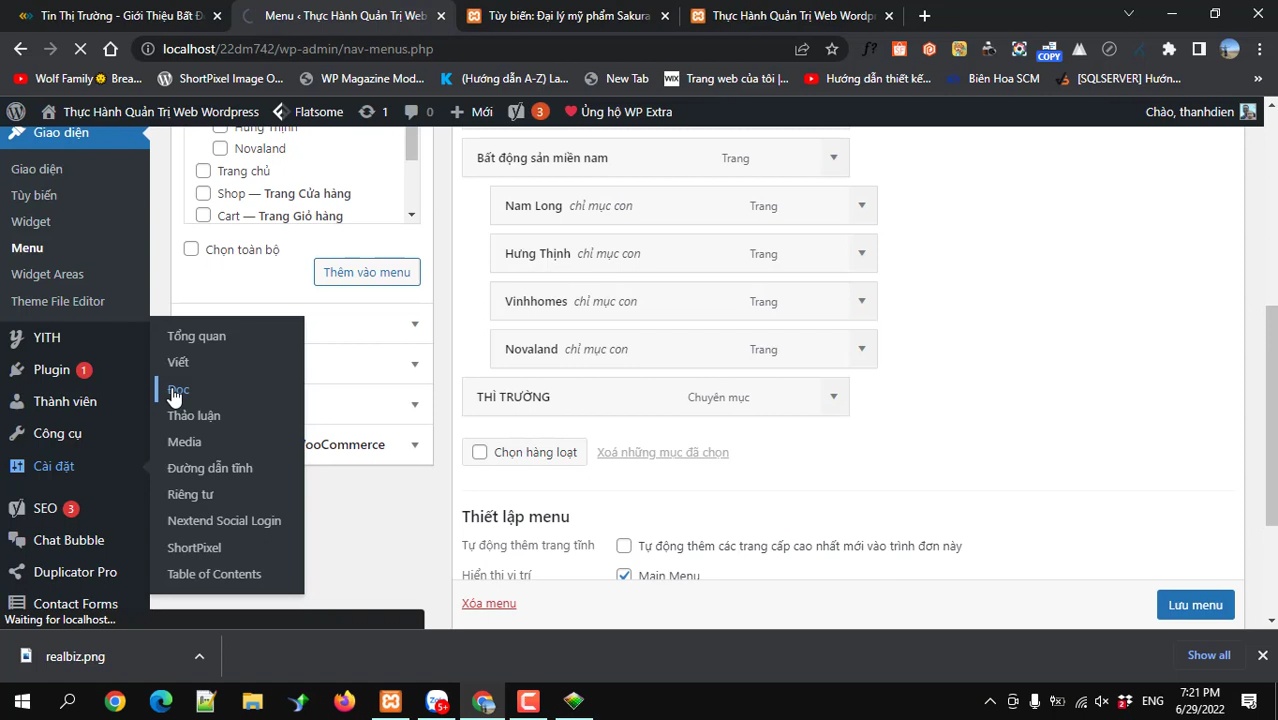 Tin Thị Trường - Giới Thiệu Bất Đ
Menu ‹ Thực Hành Quản Trị Web
Tùy biến: Đại lý mỹ phẩm Sakura
Thực Hành Quản Trị Web Wordpr
localhost/22dm742/wp-admin/nav-menus.php
COPY
Wolf Family Brea...
ShortPixel Image O...
WP Magazine Mod...
(Hướng dẫn A-Z) La...
New Tab
WIX
Trang web của tôi |...
Hướng dẫn thiết kế...
Biên Hoa SCM
[SQLSERVER] Hướn...
Thực Hành Quản Trị Web Wordpress
Flatsome
1
0
Mới
3
Ủng hộ WP Extra
Chào, thanhdien
Giao diện
Giao diện
Tùy biến
Widget
Menu
Widget Areas
Theme File Editor
YITH
Plugin 1
Thành viên
Công cụ
Cài đặt
SEO 3
Chat Bubble
Duplicator Pro
Contact Forms
Waiting for localhost...
Tổng quan
Viết
Đọc
Thảo luận
Media
Đường dẫn tĩnh
Riêng tư
Nextend Social Login
ShortPixel
Table of Contents
Hưng Thịnh
Novaland
Trang chủ
Shop — Trang Cửa hàng
Cart — Trang Giỏ hàng
Chọn toàn bộ
Thêm vào menu
WooCommerce
Bất động sản miền nam Trang
Nam Long chỉ mục con Trang
Hưng Thịnh chỉ mục con Trang
Vinhhomes chỉ mục con Trang
Novaland chỉ mục con Trang
THÌ TRƯỜNG Chuyên mục
Chọn hàng loạt
Xoá những mục đã chọn
Thiết lập menu
Tự động thêm trang tĩnh
Tự động thêm các trang cấp cao nhất mới vào trình đơn này
Hiển thị vị trí
Main Menu
Xóa menu
Lưu menu
realbiz.png
Show all
5+
ENG
7:21 PM
6/29/2022
2